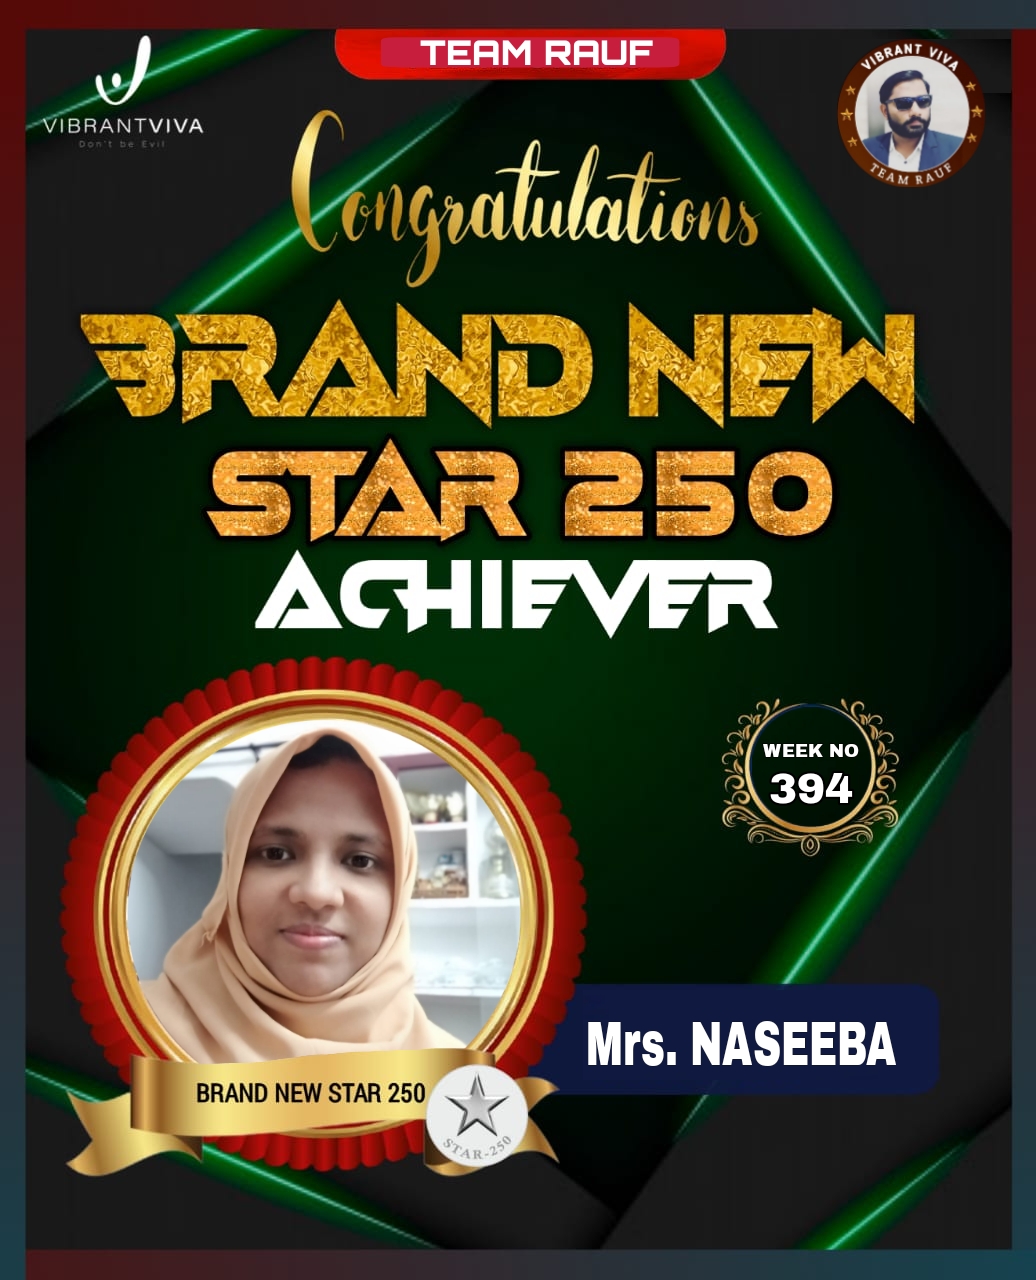 TEAM RAUF
VIBRANTVIVA
Don't be Evil
VIBRANT VIVA
TEAM RAUF
Congratulations
BRAND NEW
STAR 250
ACHIEVER
WEEK NO
394
Mrs. NASEEBA
BRAND NEW STAR 250
STAR-250